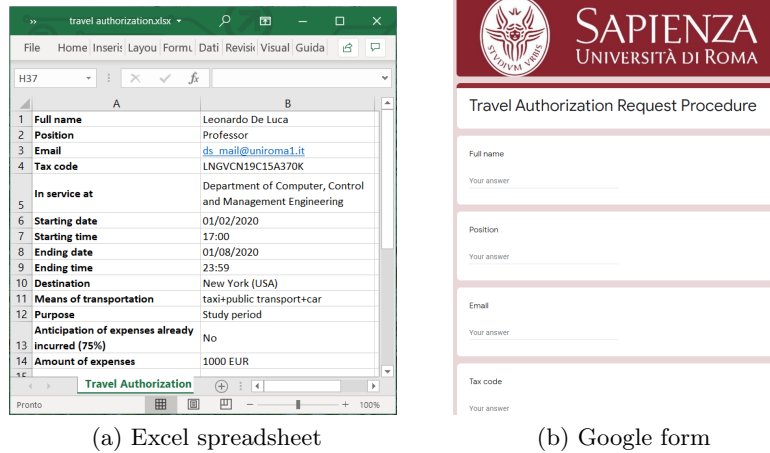 ›› travel authorization.xlsx
File Home Inseris Layou Formu Dati Revisi Visual Guida
H37 fx
A B
1 Full name Leonardo De Luca
2 Position Professor
3 Email ds_mail@uniroma1.it
4 Tax code LNGVCN19C15A370K
5 In service at Department of Computer, Control
and Management Engineering
6 Starting date 01/02/2020
7 Starting time 17:00
8 Ending date 01/08/2020
9 Ending time 23:59
10 Destination New York (USA)
11 Means of transportation taxi+public transport+car
12 Purpose Study period
Anticipation of expenses already
13 incurred (75%) No
14 Amount of expenses 1000 EUR
15
Travel Authorization
Pronto 100%
(a) Excel spreadsheet
STVDIVM VRBIS
SAPIENZA
UNIVERSITÀ DI ROMA
Travel Authorization Request Procedure
Full name
Your answer
Position
Your answer
Email
Your answer
Tax code
Your answer
(b) Google form